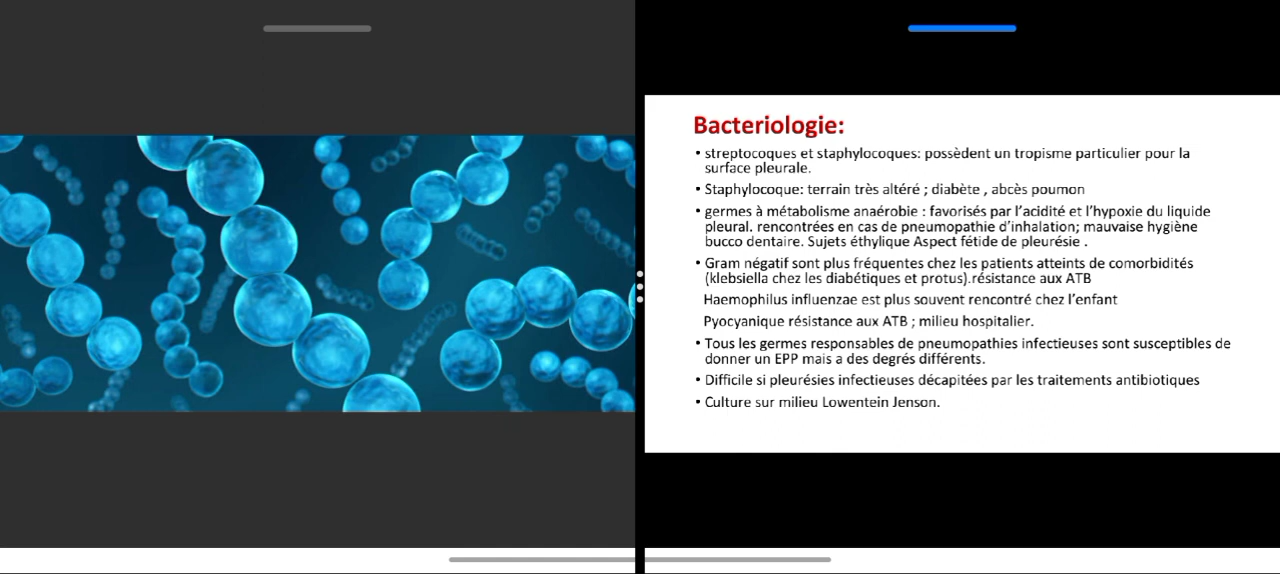 Bacteriologie:
• streptocoques et staphylocoques: possèdent un tropisme particulier pour la
surface pleurale.
• Staphylocoque: terrain très altéré ; diabète , abcès poumon
• germes à métabolisme anaérobie : favorisés par l'acidité et l'hypoxie du liquide
pleural. rencontrées en cas de pneumopathie d'inhalation; mauvaise hygiène
bucco dentaire. Sujets éthylique Aspect fétide de pleurésie .
• Gram négatif sont plus fréquentes chez les patients atteints de comorbidités
(klebsiella chez les diabétiques et protus).résistance aux ATB
Haemophilus influenzae est plus souvent rencontré chez l'enfant
Pyocyanique résistance aux ATB ; milieu hospitalier.
• Tous les germes responsables de pneumopathies infectieuses sont susceptibles de
donner un EPP mais a des degrés différents.
• Difficile si pleurésies infectieuses décapitées par les traitements antibiotiques
• Culture sur milieu Lowentein Jenson.